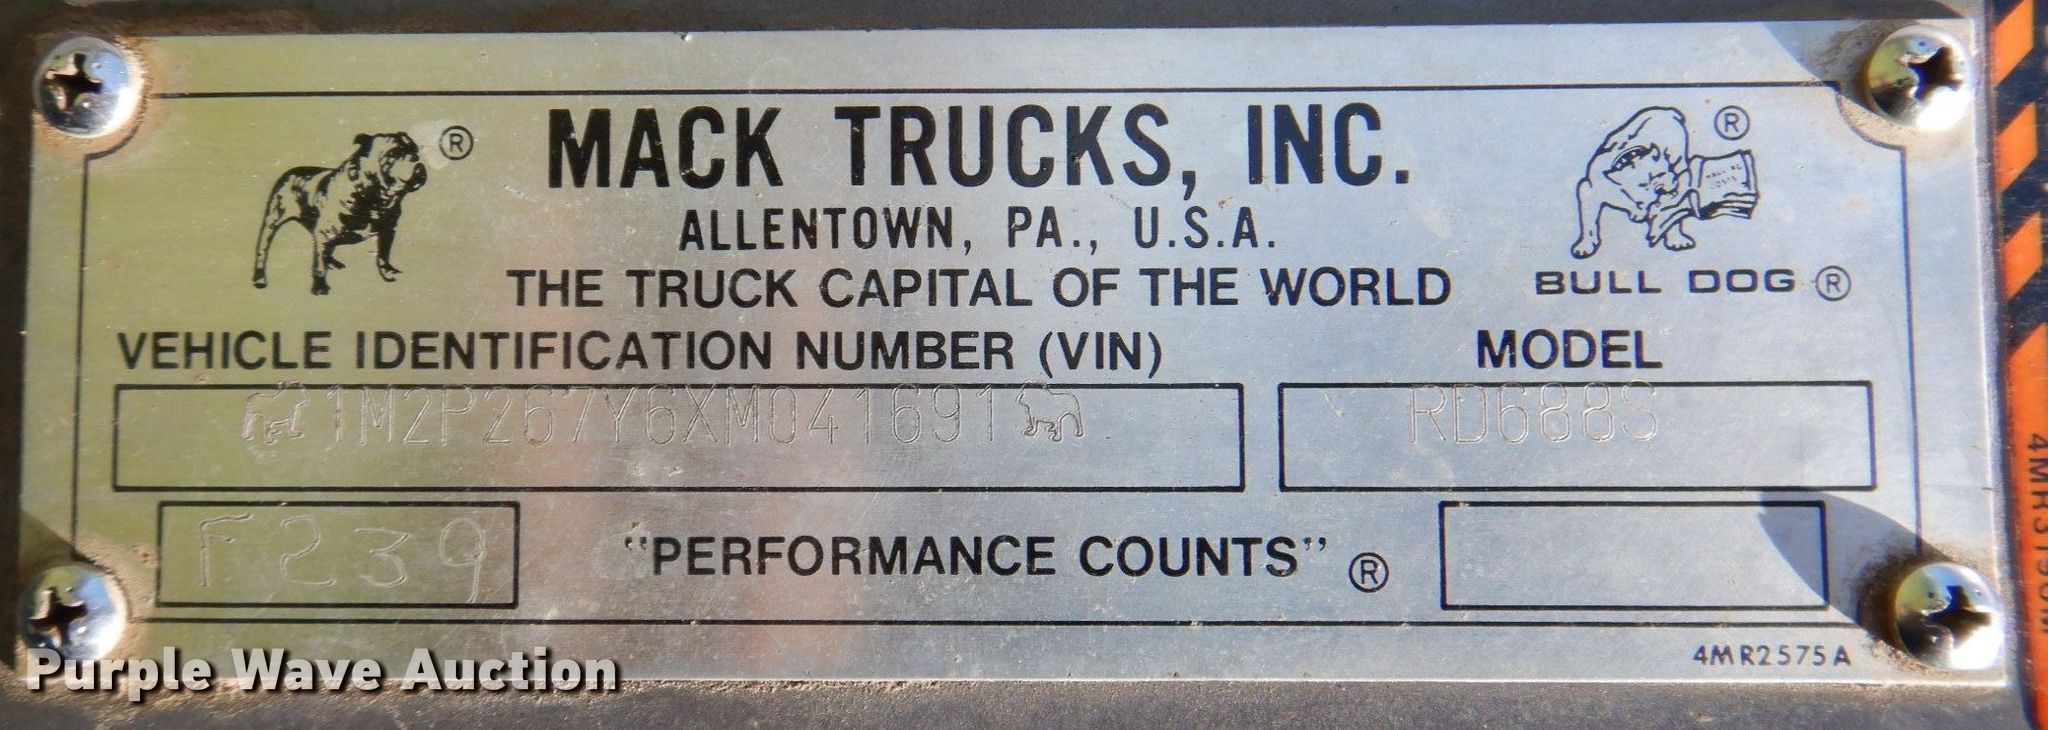 ®
MACK TRUCKS, INC.
®
ALLENTOWN, PA., U.S.A.
THE TRUCK CAPITAL OF THE WORLD
BULL DOG ®
VEHICLE IDENTIFICATION NUMBER (VIN)
MODEL
1M2P267Y6XM041691
RD688S
F239
"PERFORMANCE COUNTS" ®
4MR2575A
Purple Wave Auction